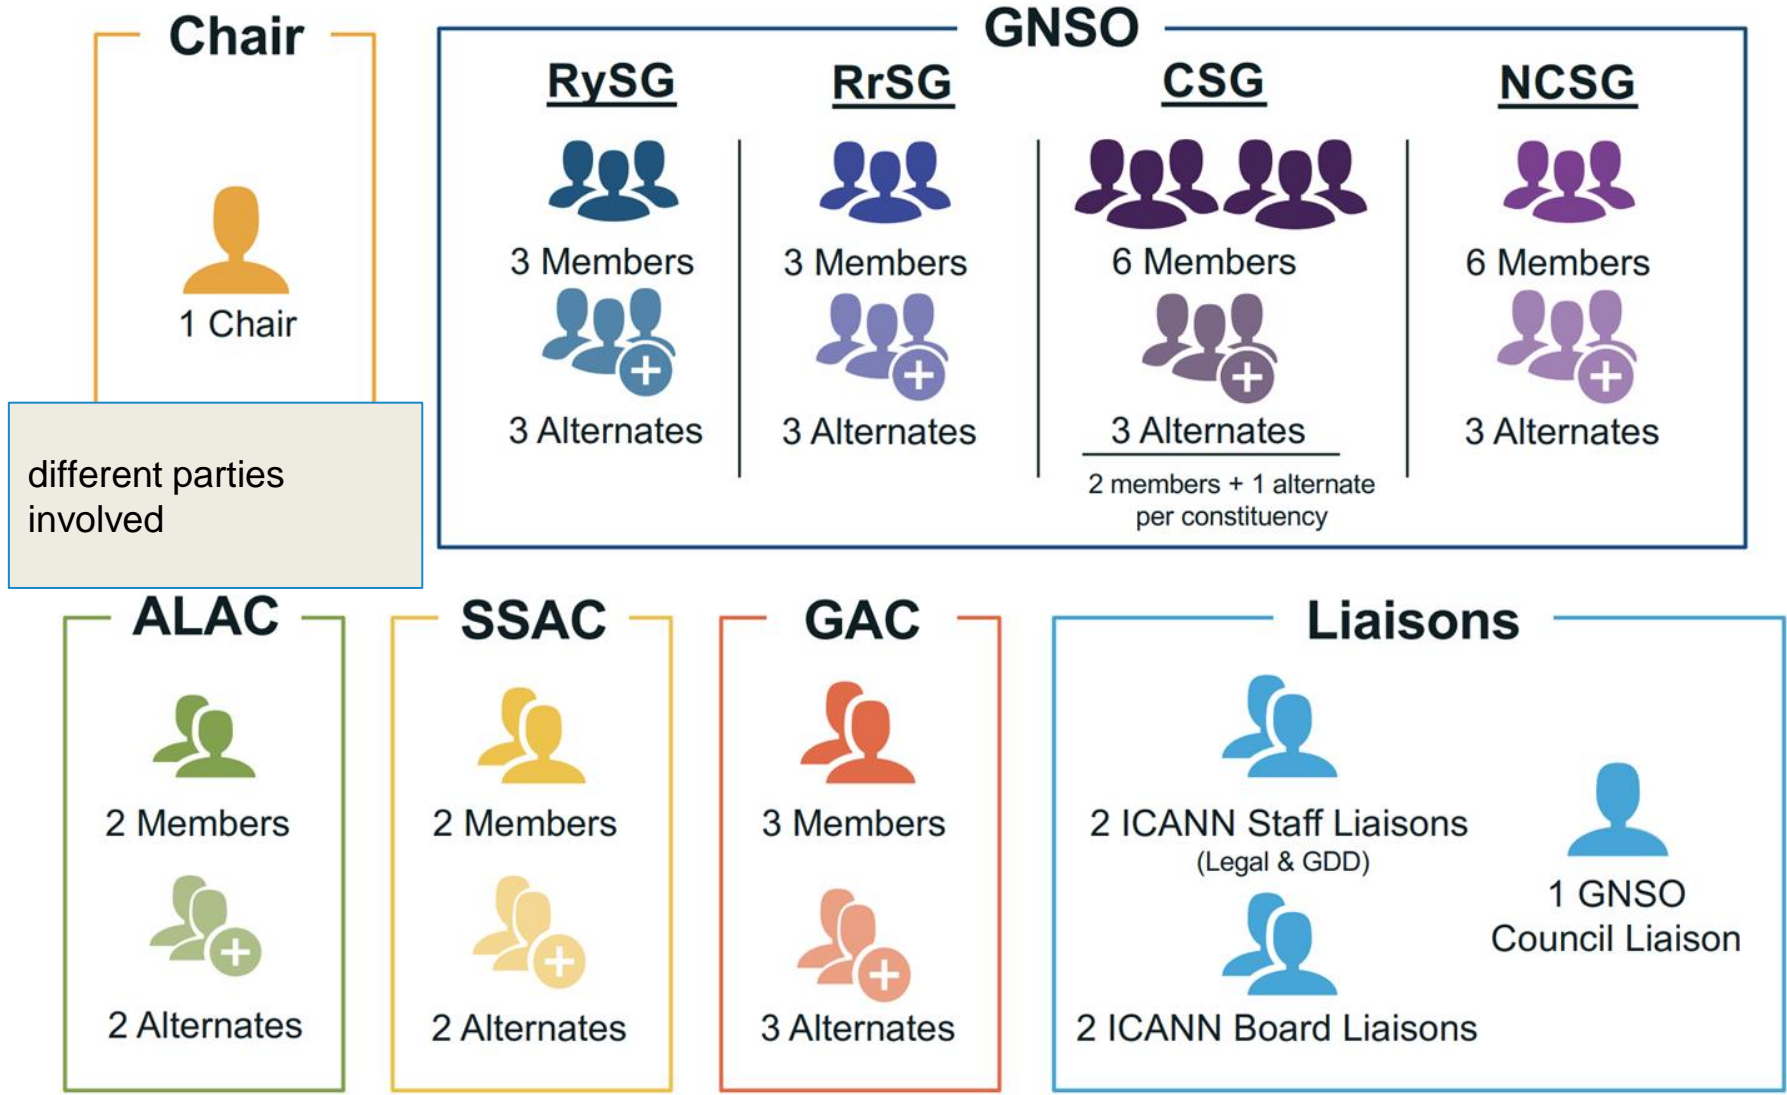 Chair
1 Chair
different parties
involved
GNSO
RySG
3 Members
3 Alternates
RrSG
3 Members
3 Alternates
CSG
6 Members
3 Alternates
2 members + 1 alternate
per constituency
NCSG
6 Members
3 Alternates
ALAC
2 Members
2 Alternates
SSAC
2 Members
2 Alternates
GAC
3 Members
3 Alternates
Liaisons
2 ICANN Staff Liaisons
(Legal & GDD)
2 ICANN Board Liaisons
1 GNSO
Council Liaison